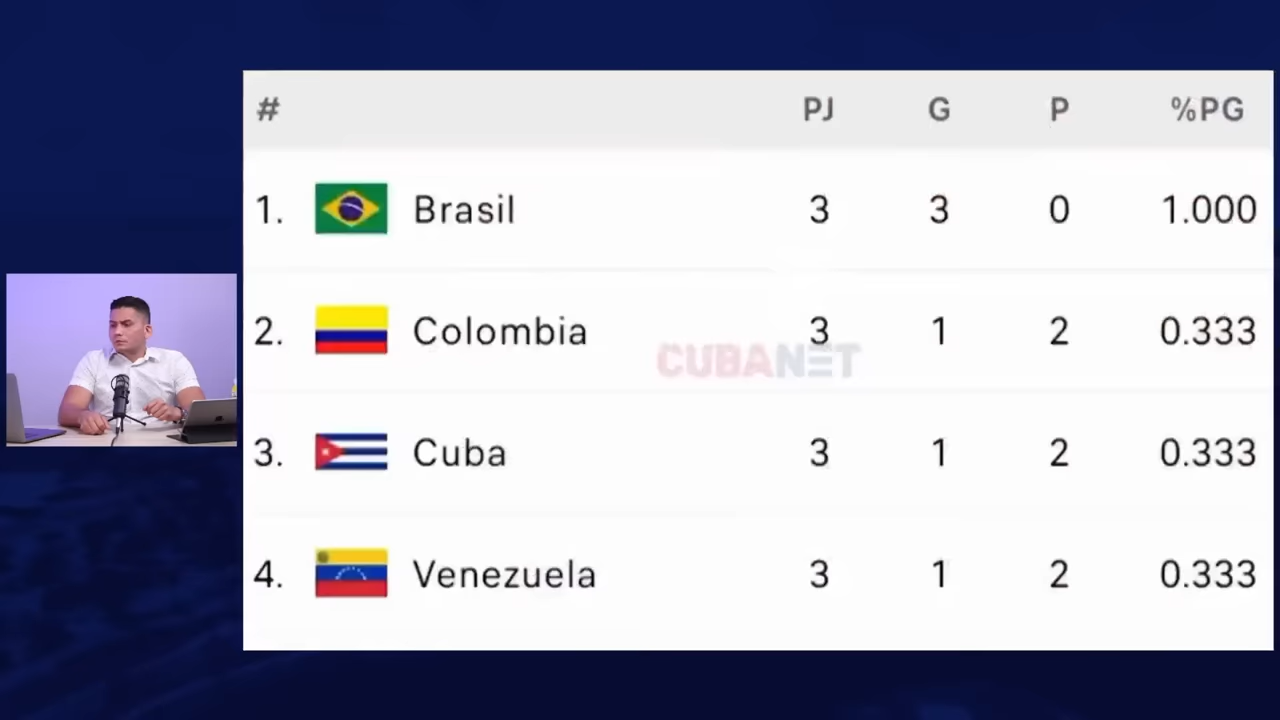 # PJ G P %PG
1. Brasil 3 3 0 1.000
2. Colombia 3 1 2 0.333
CUBANET
3. Cuba 3 1 2 0.333
4. Venezuela 3 1 2 0.333